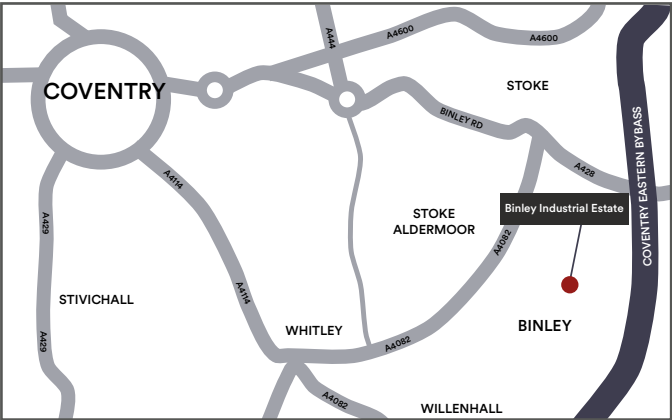 A444
A4600
A4600
COVENTRY
STOKE
BINLEY RD
COVENTRY EASTERN BYBASS
A428
A4114
Binley Industrial Estate
A429
STOKE
ALDERMOOR
A4082
A4114
STIVICHALL
BINLEY
WHITLEY
A429
A4082
A4082
WILLENHALL